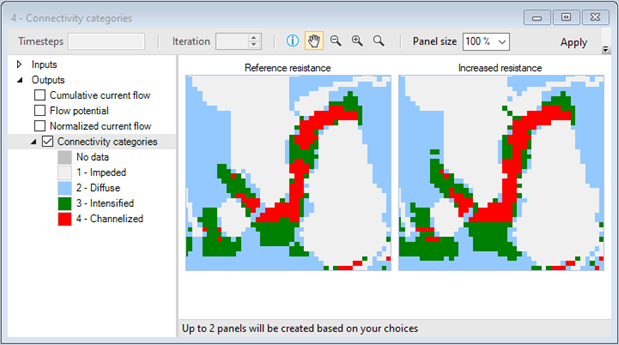 4 - Connectivity categories
Timesteps Iteration Panel size 100 % Apply
Inputs
Outputs
Cumulative current flow
Flow potential
Normalized current flow
Connectivity categories
No data
1 - Impeded
2 - Diffuse
3 - Intensified
4 - Channelized
Reference resistance Increased resistance
Up to 2 panels will be created based on your choices